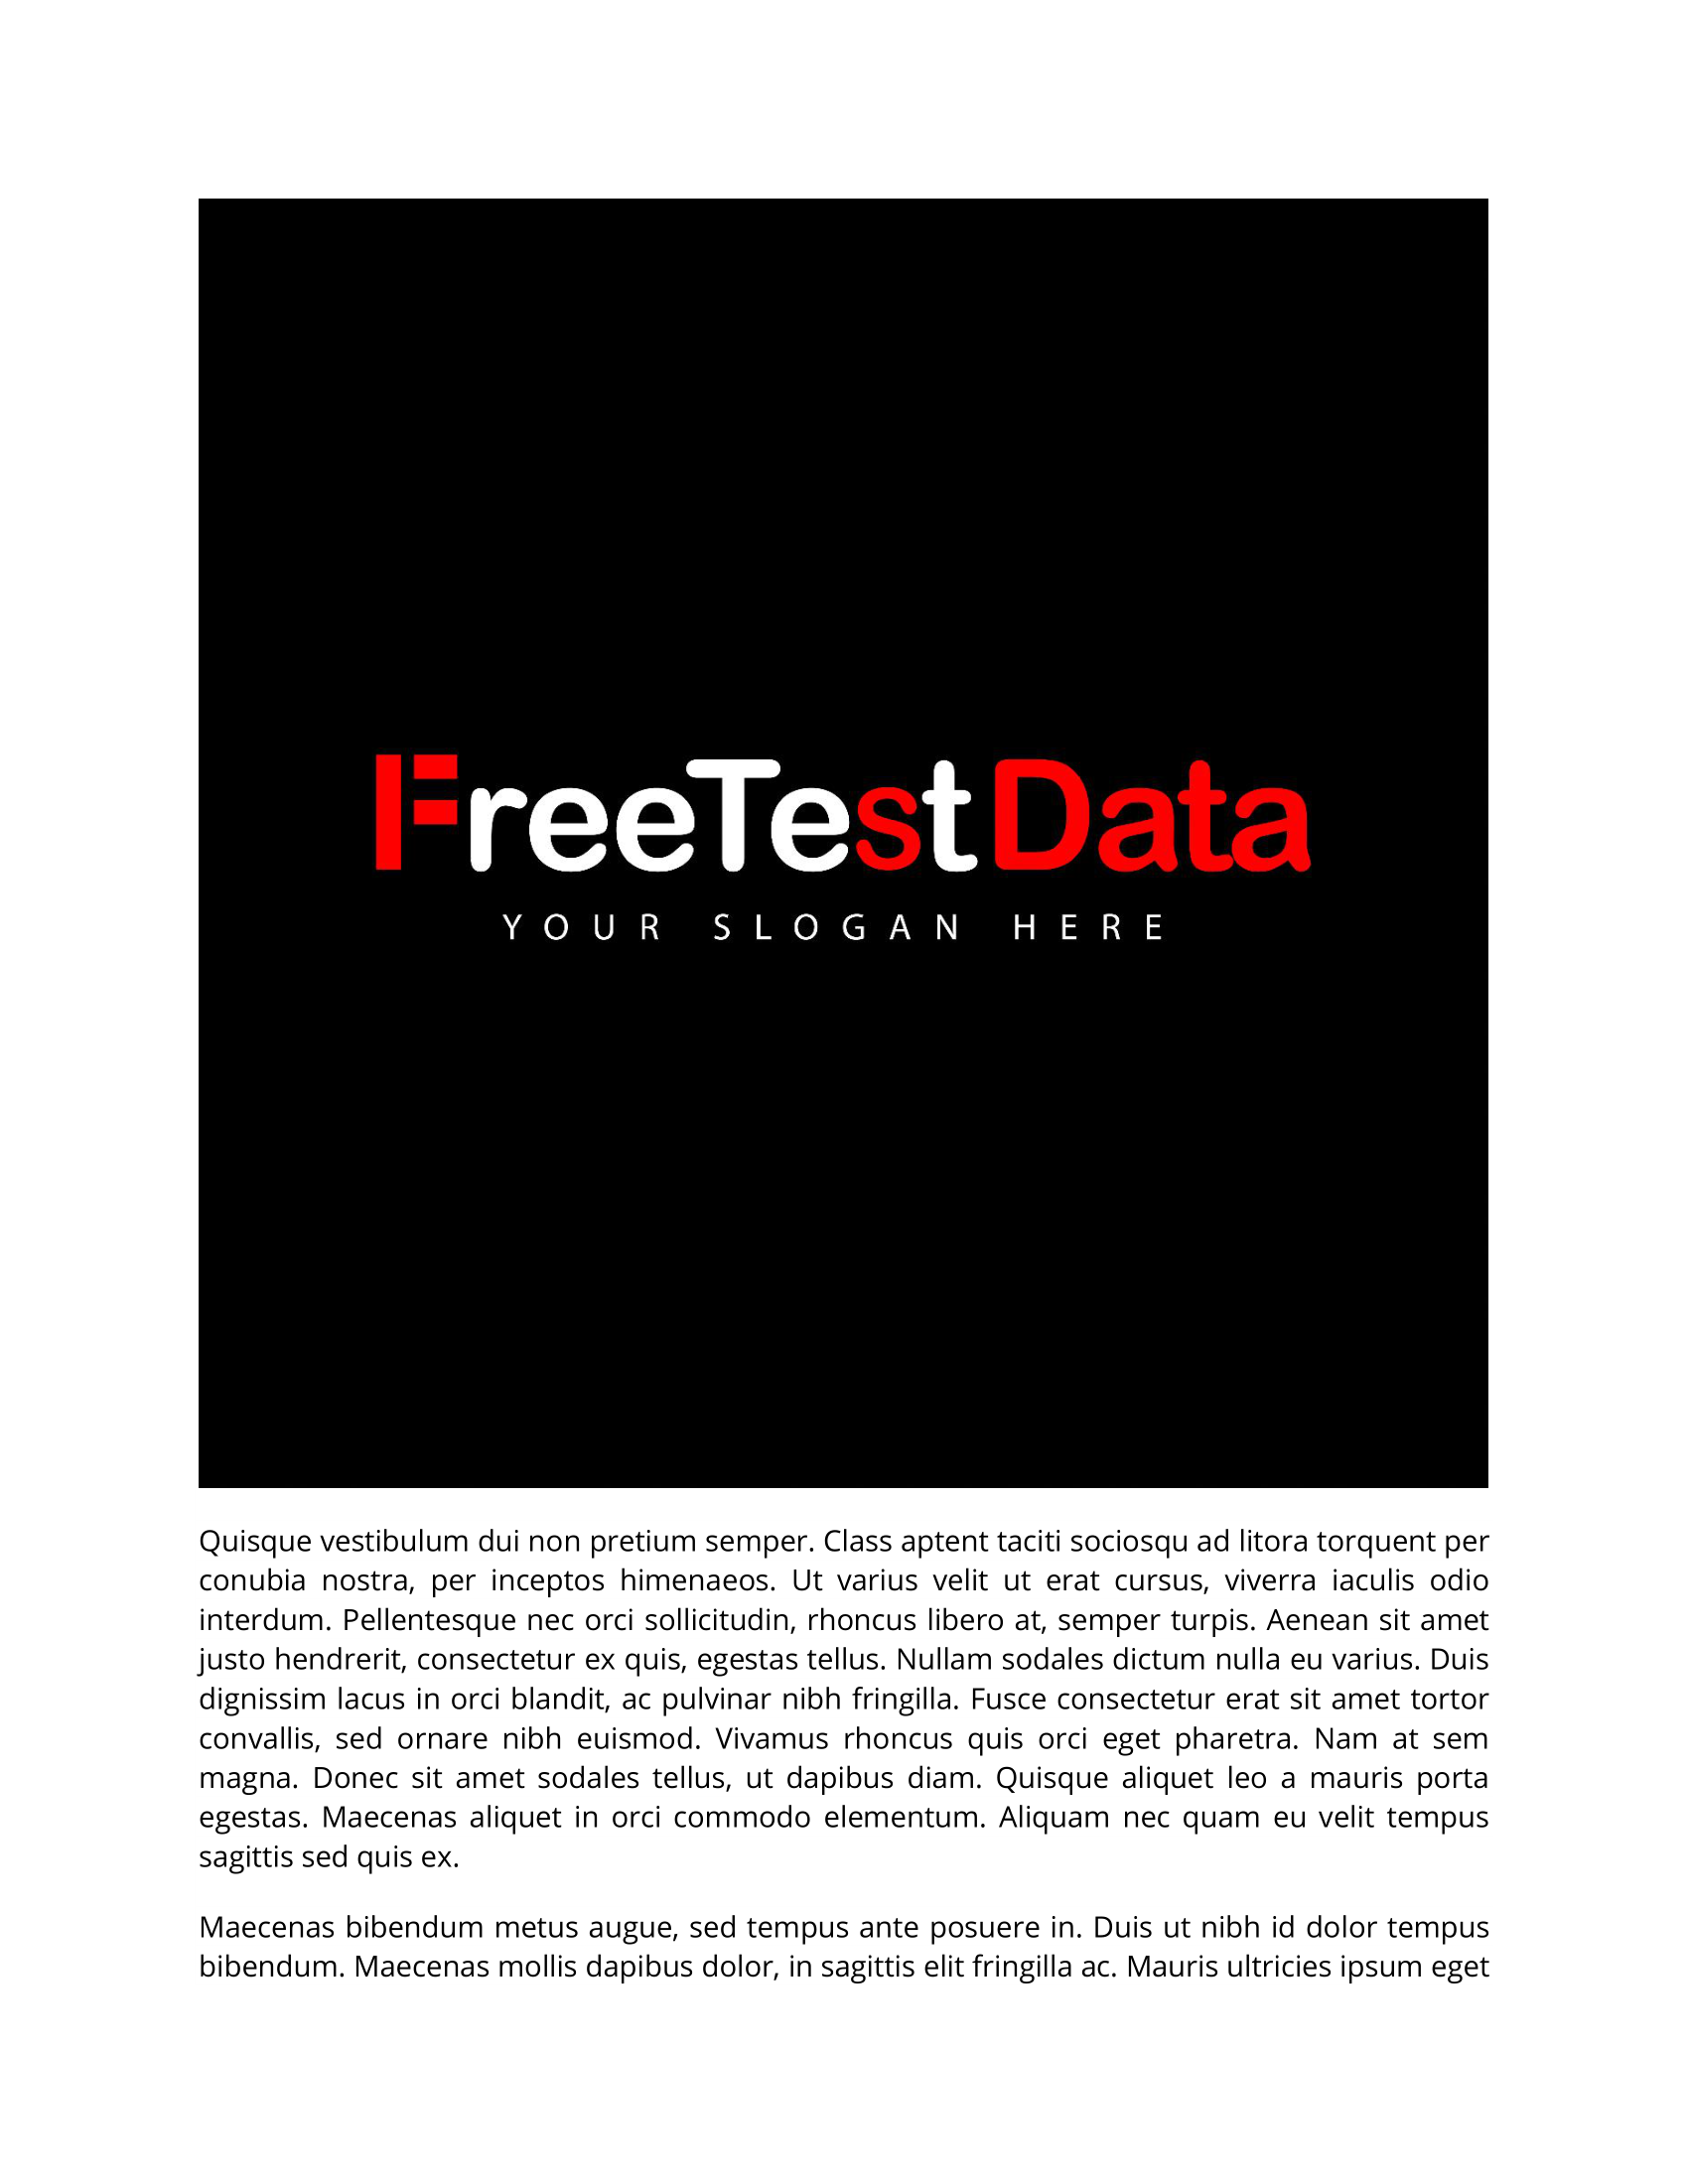 FreeTestData
YOUR SLOGAN HERE
Quisque vestibulum dui non pretium semper. Class aptent taciti sociosqu ad litora torquent per
conubia nostra, per inceptos himenaeos. Ut varius velit ut erat cursus, viverra iaculis odio
interdum. Pellentesque nec orci sollicitudin, rhoncus libero at, semper turpis. Aenean sit amet
justo hendrerit, consectetur ex quis, egestas tellus. Nullam sodales dictum nulla eu varius. Duis
dignissim lacus in orci blandit, ac pulvinar nibh fringilla. Fusce consectetur erat sit amet tortor
convallis, sed ornare nibh euismod. Vivamus rhoncus quis orci eget pharetra. Nam at sem
magna. Donec sit amet sodales tellus, ut dapibus diam. Quisque aliquet leo a mauris porta
egestas. Maecenas aliquet in orci commodo elementum. Aliquam nec quam eu velit tempus
sagittis sed quis ex.
Maecenas bibendum metus augue, sed tempus ante posuere in. Duis ut nibh id dolor tempus
bibendum. Maecenas mollis dapibus dolor, in sagittis elit fringilla ac. Mauris ultricies ipsum eget